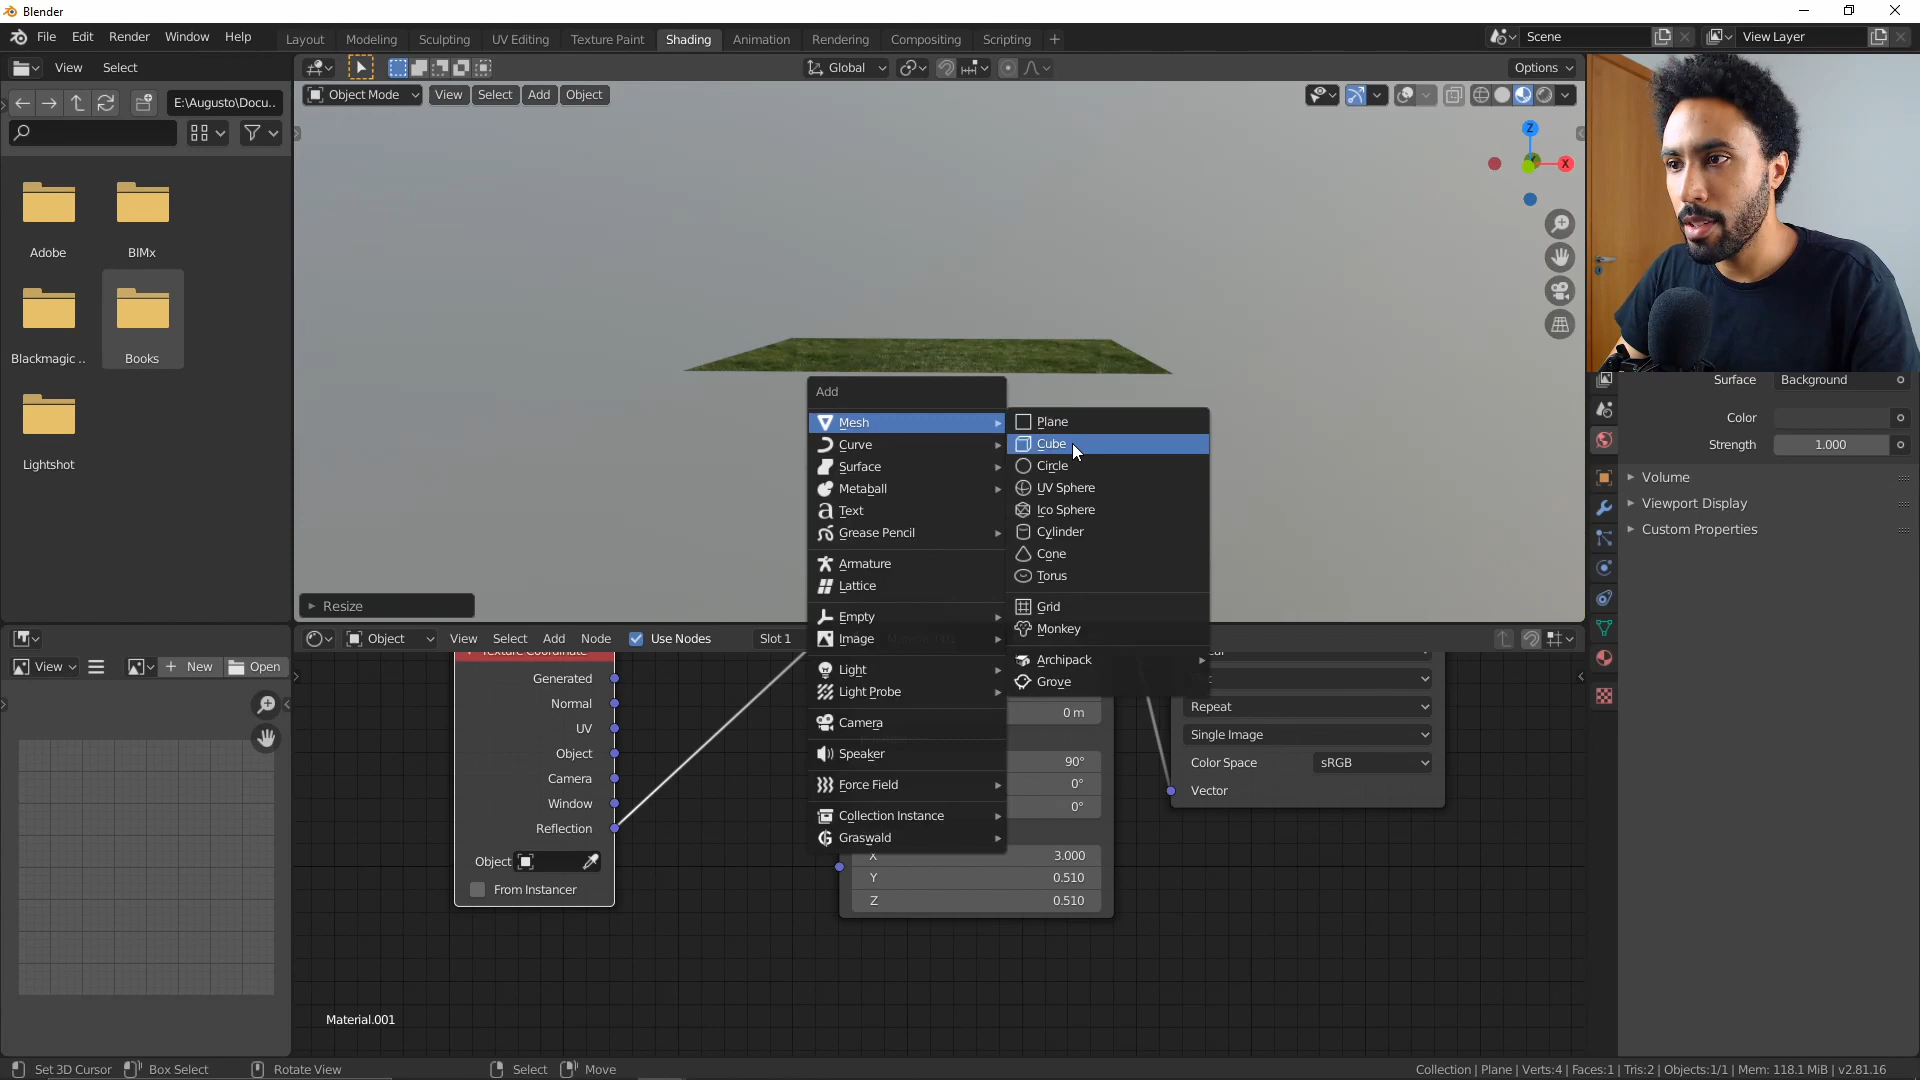 Blender
File Edit Render Window Help
Layout Modeling Sculpting UV Editing Texture Paint Shading Animation Rendering Compositing Scripting +
Scene View Layer
View Select
Global Options
E:\Augusto\Docu..
Object Mode View Select Add Object
Z
X
Adobe BIMx
Blackmagic .. Books
Lightshot
Add
Mesh
Curve
Surface
Metaball
Text
Grease Pencil
Armature
Lattice
Empty
Image
Light
Light Probe
Camera
Speaker
Force Field
Collection Instance
Graswald
Plane
Cube
Circle
UV Sphere
Ico Sphere
Cylinder
Cone
Torus
Grid
Monkey
Archipack
Grove
Resize
Surface Background
Color
Strength 1.000
Volume
Viewport Display
Custom Properties
Object View Select Add Node Use Nodes Slot 1
View New Open
Texture Coordinate
Generated
Normal
UV
Object
Camera
Window
Reflection
Object
From Instancer
0 m
90°
0°
0°
X 3.000
Y 0.510
Z 0.510
Repeat
Single Image
Color Space sRGB
Vector
Material.001
Set 3D Cursor Box Select Rotate View Select Move
Collection | Plane | Verts:4 | Faces:1 | Tris:2 | Objects:1/1 | Mem: 118.1 MiB | v2.81.16